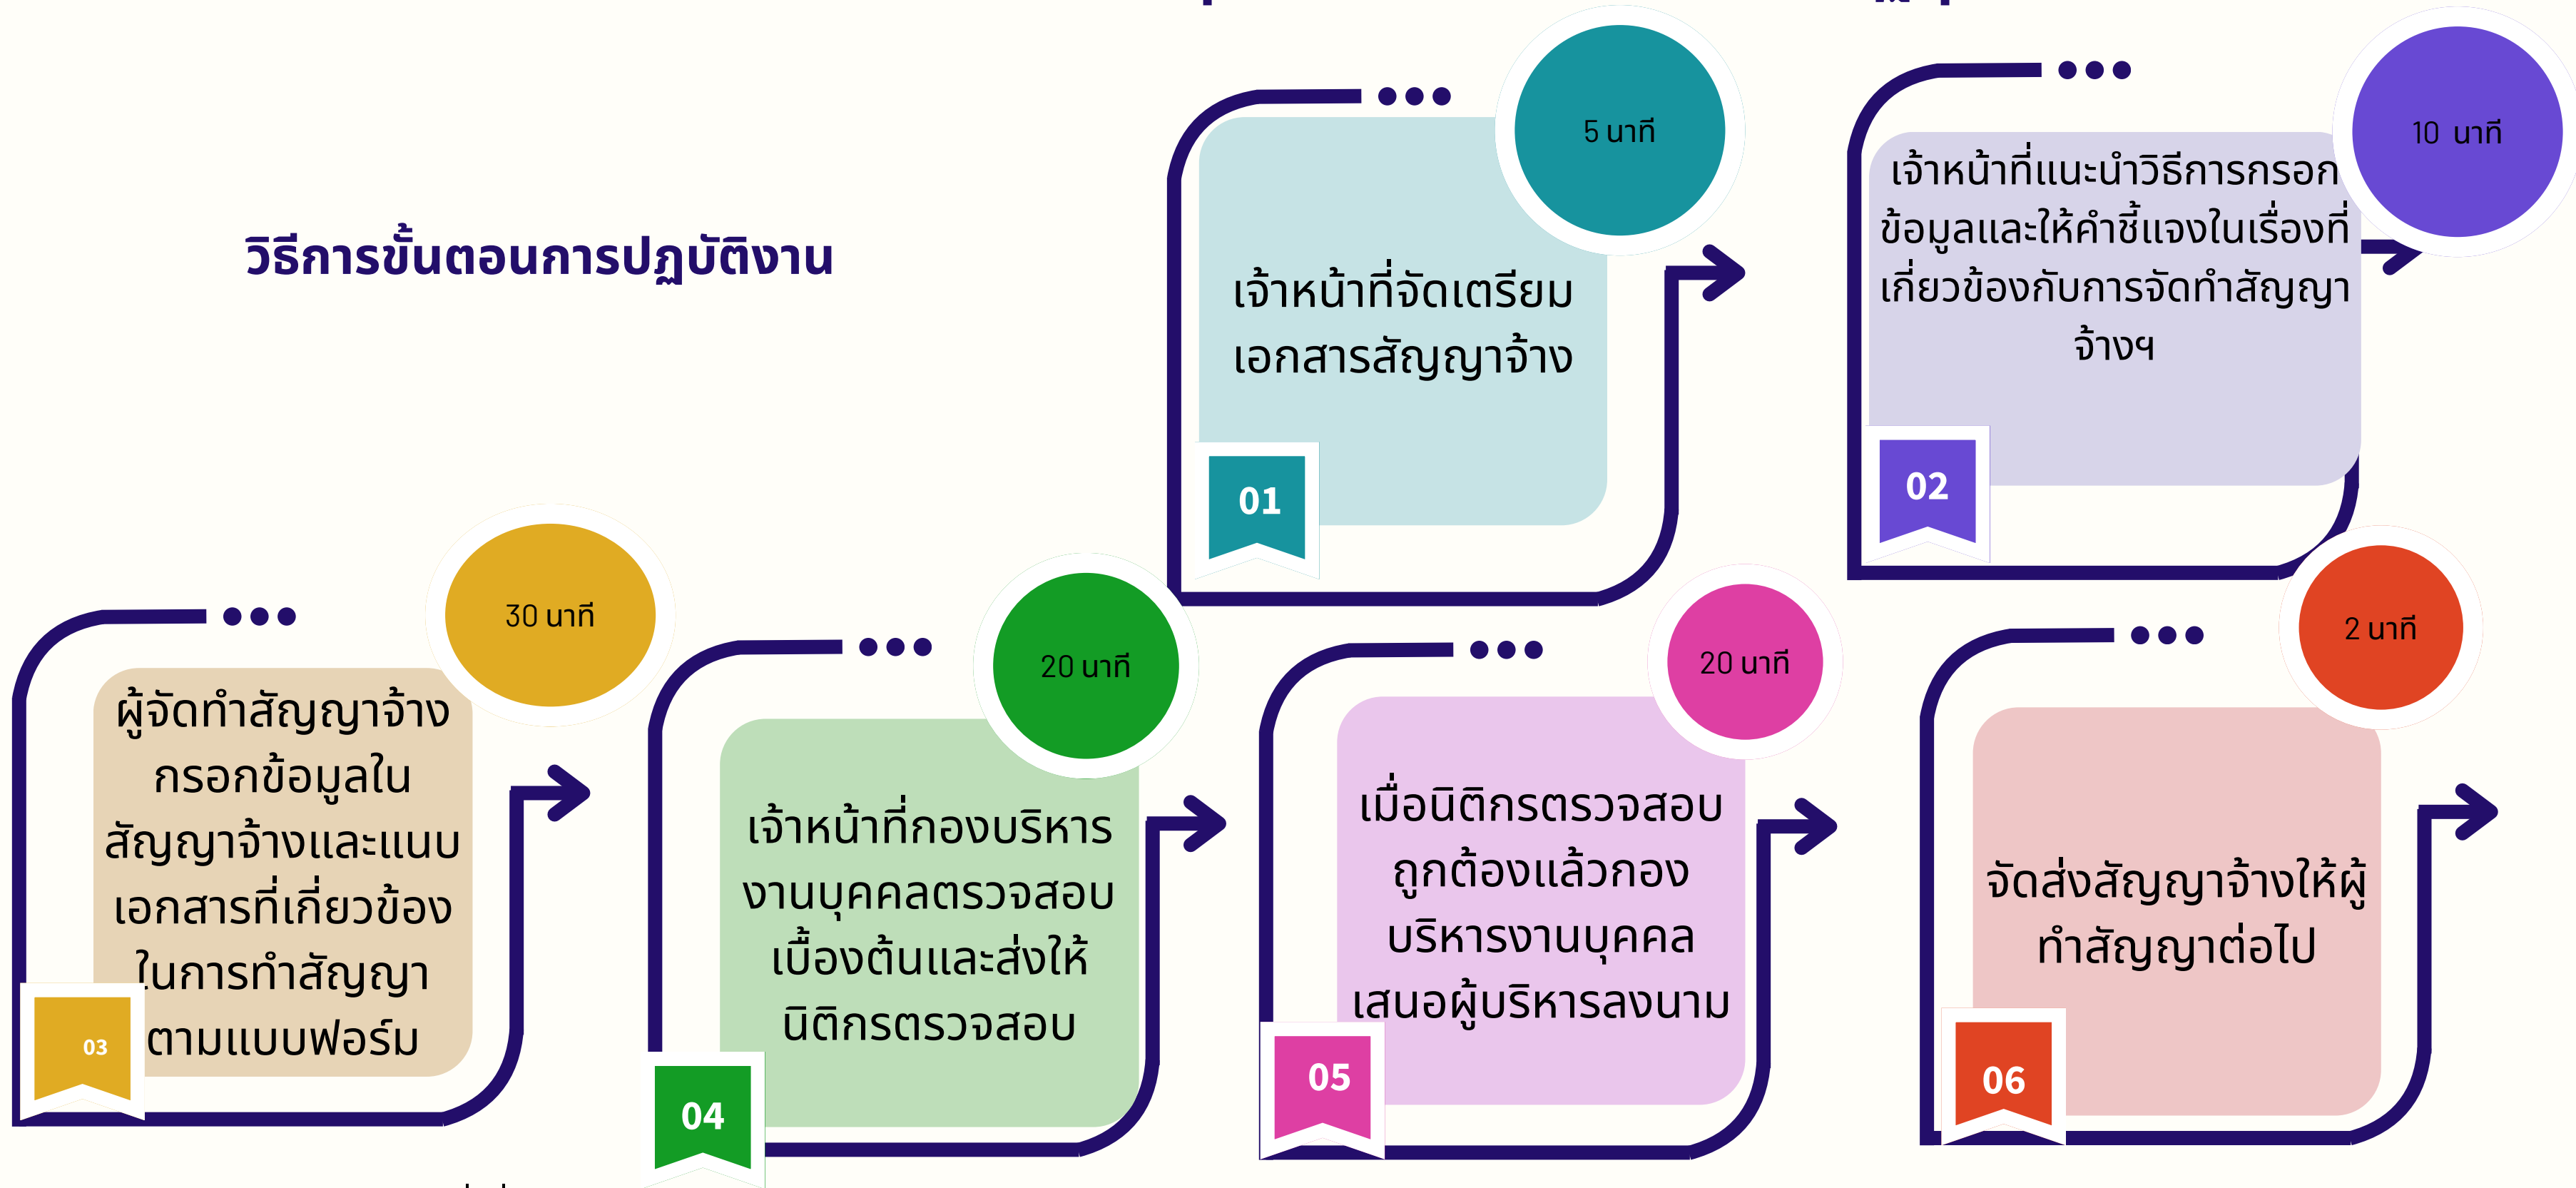 วิธีการขั้นตอนการปฏบัติงาน
5 นาที
เจ้าหน้าที่จัดเตรียม
เอกสารสัญญาจ้าง
01
10 นาที
เจ้าหน้าที่แนะนำวิธีการกรอก
ข้อมูลและให้คำชี้แจงในเรื่องที่
เกี่ยวข้องกับการจัดทำสัญญา
จ้างฯ
02
30 นาที
ผู้จัดทำสัญญาจ้าง
กรอกข้อมูลใน
สัญญาจ้างและแนบ
เอกสารที่เกี่ยวข้อง
ในการทำสัญญา
ตามแบบฟอร์ม
03
20 นาที
เจ้าหน้าที่กองบริหาร
งานบุคคลตรวจสอบ
เบื้องต้นและส่งให้
นิติกรตรวจสอบ
04
20 นาที
เมื่อนิติกรตรวจสอบ
ถูกต้องแล้วกอง
บริหารงานบุคคล
เสนอผู้บริหารลงนาม
05
2 นาที
จัดส่งสัญญาจ้างให้ผู้
ทำสัญญาต่อไป
06